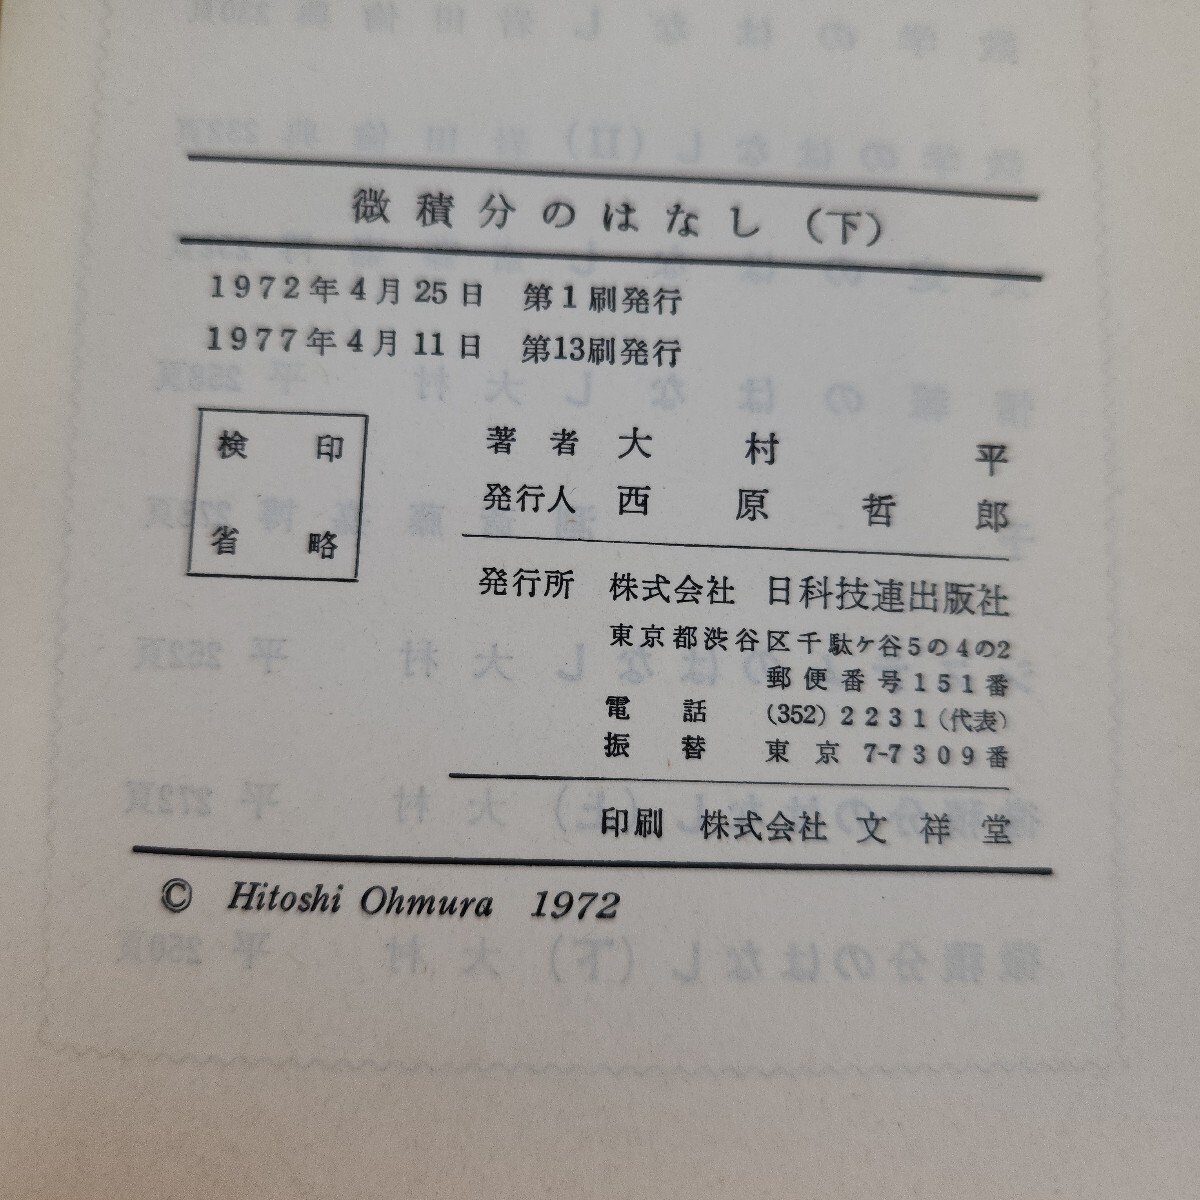 微積分のはなし（下）
1972年4月25日 第1刷発行
1977年4月11日 第13刷発行
検印
省略
著者 大村平
発行人 西原哲郎
発行所 株式会社 日科技連出版社
東京都渋谷区千駄ケ谷5の4の2
郵便番号151番
電話 (352)2231(代表)
振替 東京7-7309番
印刷 株式会社 文祥堂
© Hitoshi Ohmura 1972